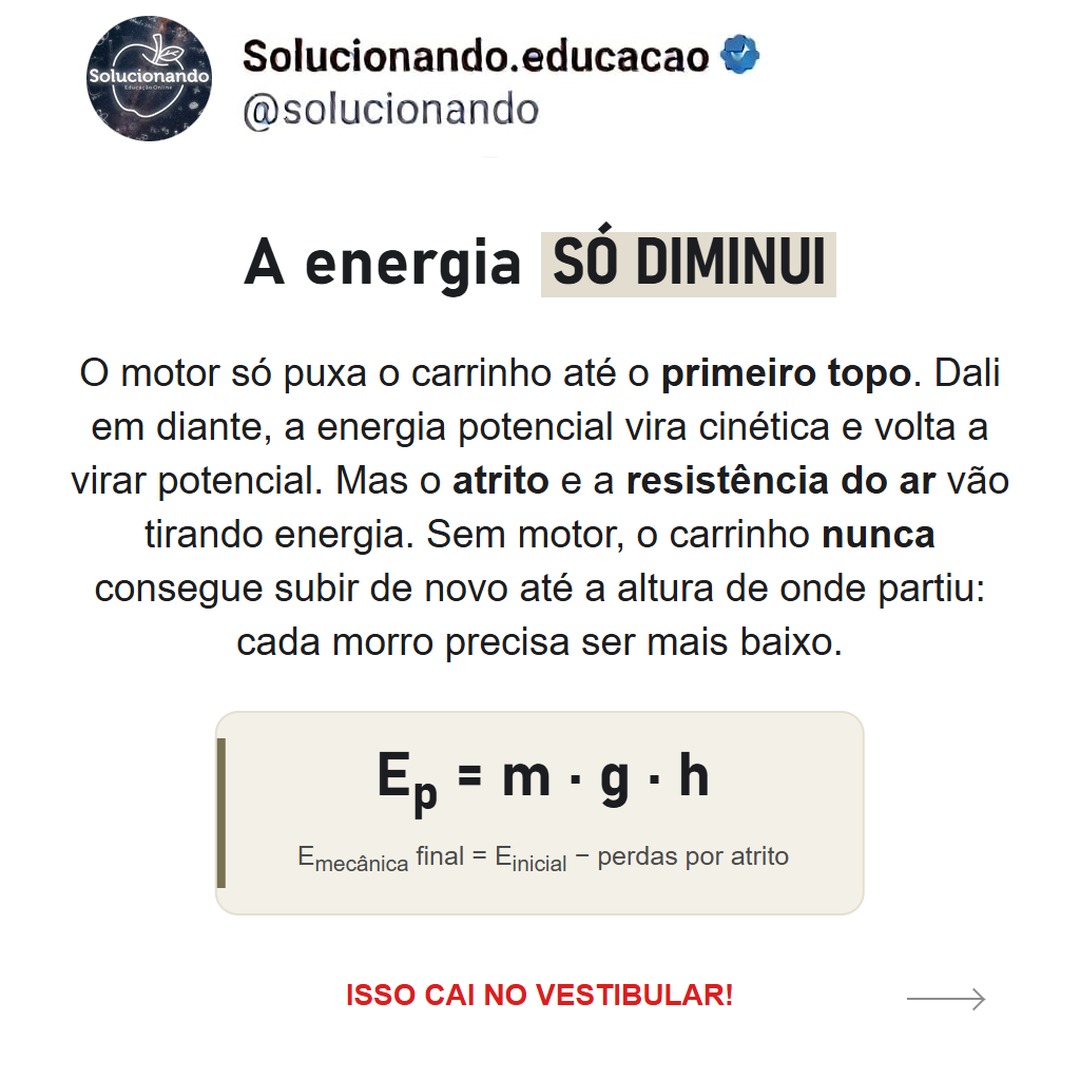 Solucionando
Educação Online
Solucionando.educacao
@solucionando
A energia SÓ DIMINUI
O motor só puxa o carrinho até o primeiro topo. Dali
em diante, a energia potencial vira cinética e volta a
virar potencial. Mas o atrito e a resistência do ar vão
tirando energia. Sem motor, o carrinho nunca
consegue subir de novo até a altura de onde partiu:
cada morro precisa ser mais baixo.
Ep = m · g · h
Emecânica final = Einicial − perdas por atrito
ISSO CAI NO VESTIBULAR!